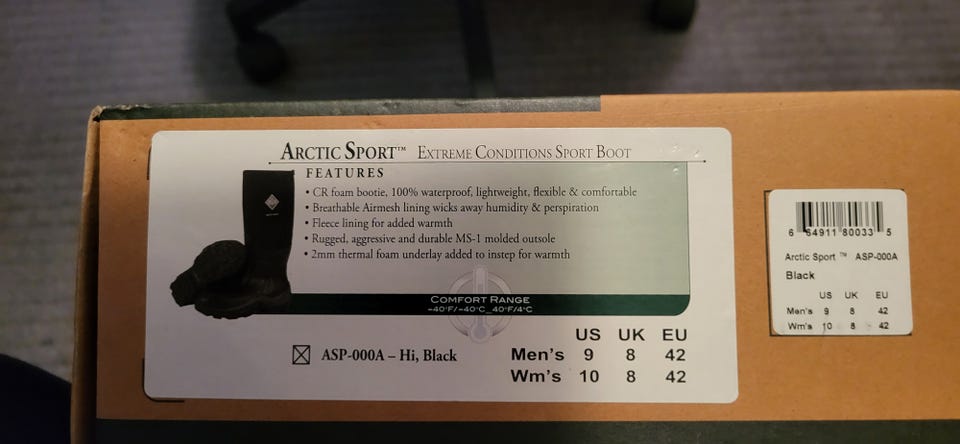 ARCTIC SPORT™ EXTREME CONDITIONS SPORT BOOT
FEATURES
• CR foam bootie, 100% waterproof, lightweight, flexible & comfortable
• Breathable Airmesh lining wicks away humidity & perspiration
• Fleece lining for added warmth
• Rugged, aggressive and durable MS-1 molded outsole
• 2mm thermal foam underlay added to instep for warmth
COMFORT RANGE
-40°F/-40°C_40°F/4°C
ASP-000A – Hi, Black
US UK EU
Men's 9 8 42
Wm's 10 8 42
6 64911 80033 5
Arctic Sport ™ ASP-000A
Black
US UK EU
Men's 9 8 42
Wm's 10 8 42